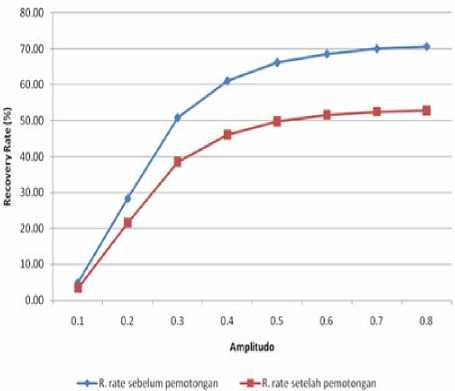 80.00
70.00
60.00
50.00
40.00
30.00
20.00
10.00
0.00
Recovery Rate (%)
0.1 0.2 0.3 0.4 0.5 0.6 0.7 0.8
Amplitudo
R. rate sebelum pemotongan R. rate setelah pemotongan